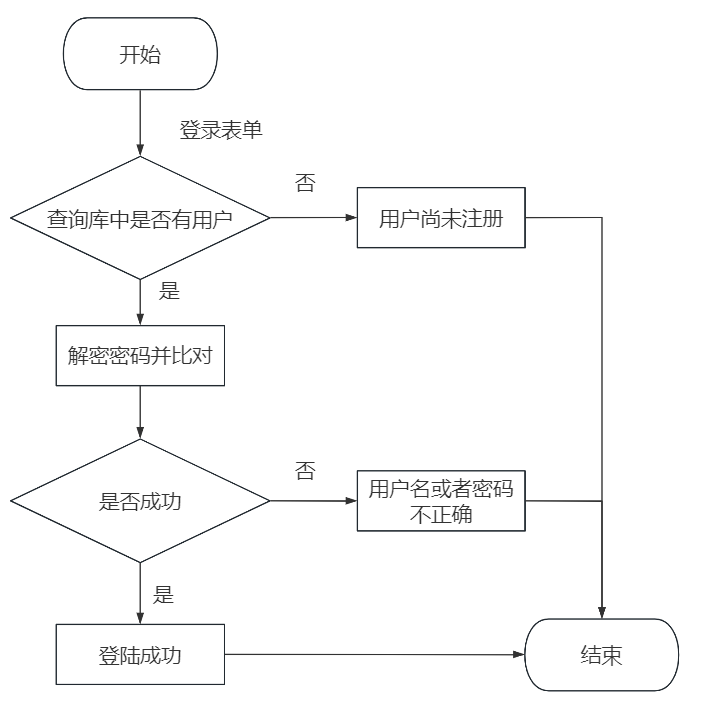 开始
登录表单
查询库中是否有用户
否
用户尚未注册
是
解密密码并比对
是否成功
否
用户名或者密码
不正确
是
登陆成功
结束